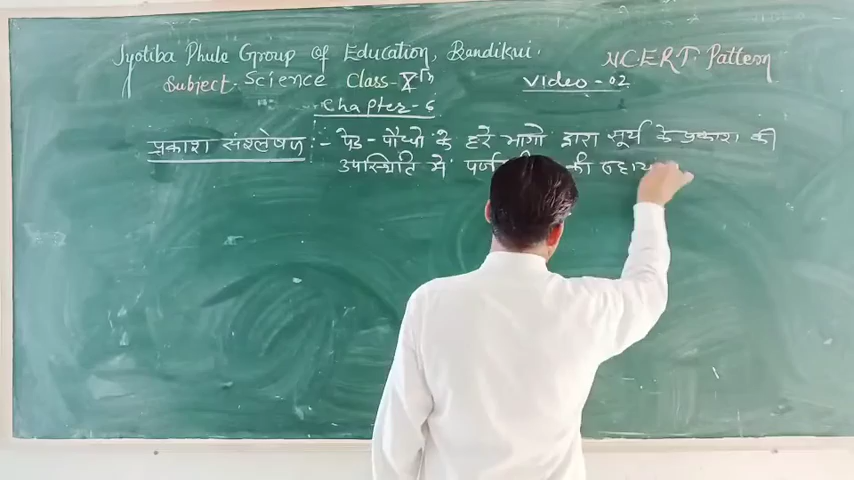 Jyotiba Phule Group of Education, Bandikui.
N.C.E.R.T. Pattern
Subject. Science Class-Xth
Video - 02
Chapter - 6
प्रकाश संश्लेषण :- पेड - पौधो के हरे भागो द्वारा सूर्य के प्रकाश की
उपस्थिति मे की